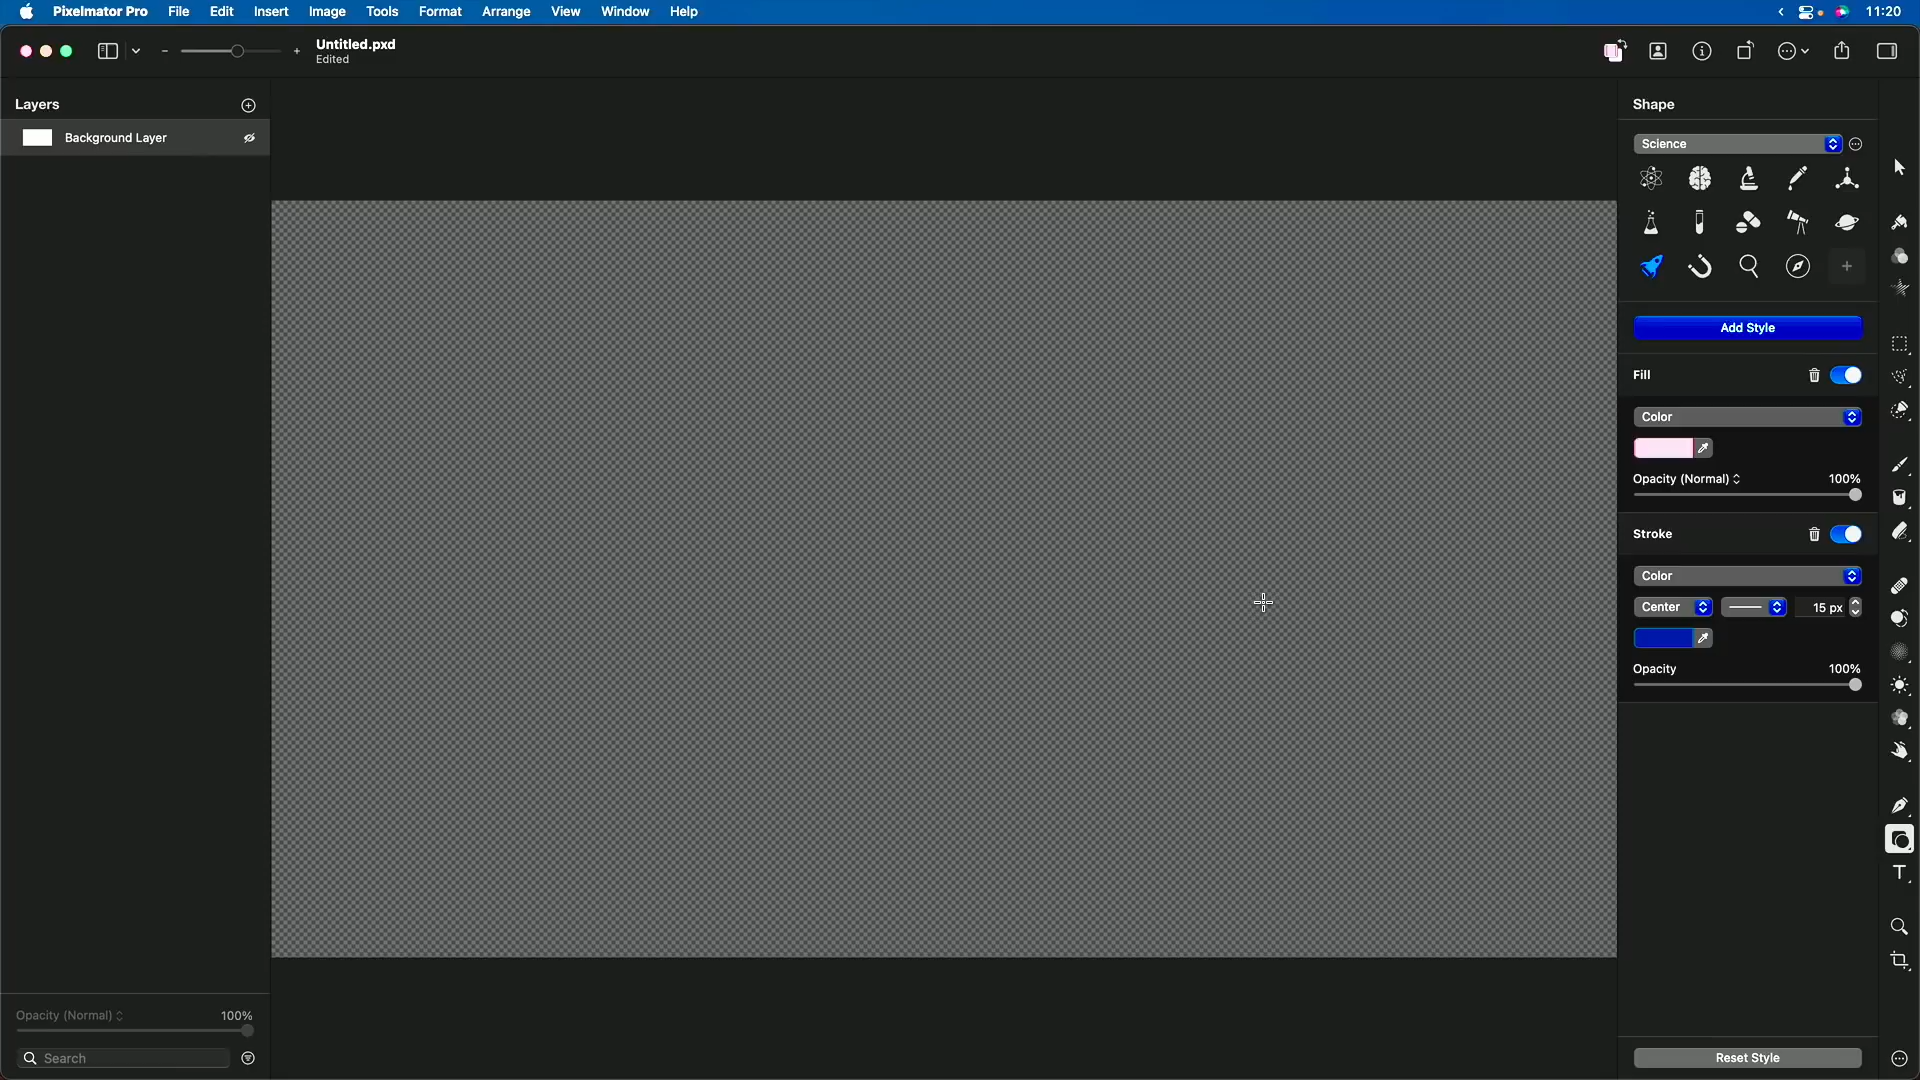 Pixelmator Pro File Edit Insert Image Tools Format Arrange View Window Help 11:20
Untitled.pxd
Edited
Layers
Background Layer
Opacity (Normal) 100%
Search
Shape
Science
Add Style
Fill
Color
Opacity (Normal) 100%
Stroke
Color
Center 15 px
Opacity 100%
Reset Style